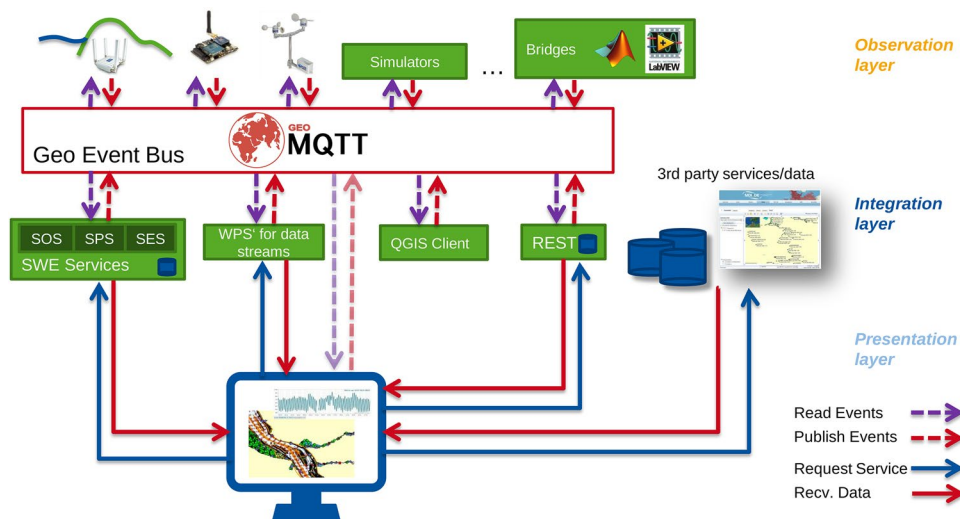 Simulators
...
Bridges
LabVIEW
Observation
layer
Geo Event Bus
GEO
MQTT
3rd party services/data
SOS
SPS
SES
SWE Services
WPS' for data
streams
QGIS Client
REST
Integration
layer
Presentation
layer
Read Events
Publish Events
Request Service
Recv. Data